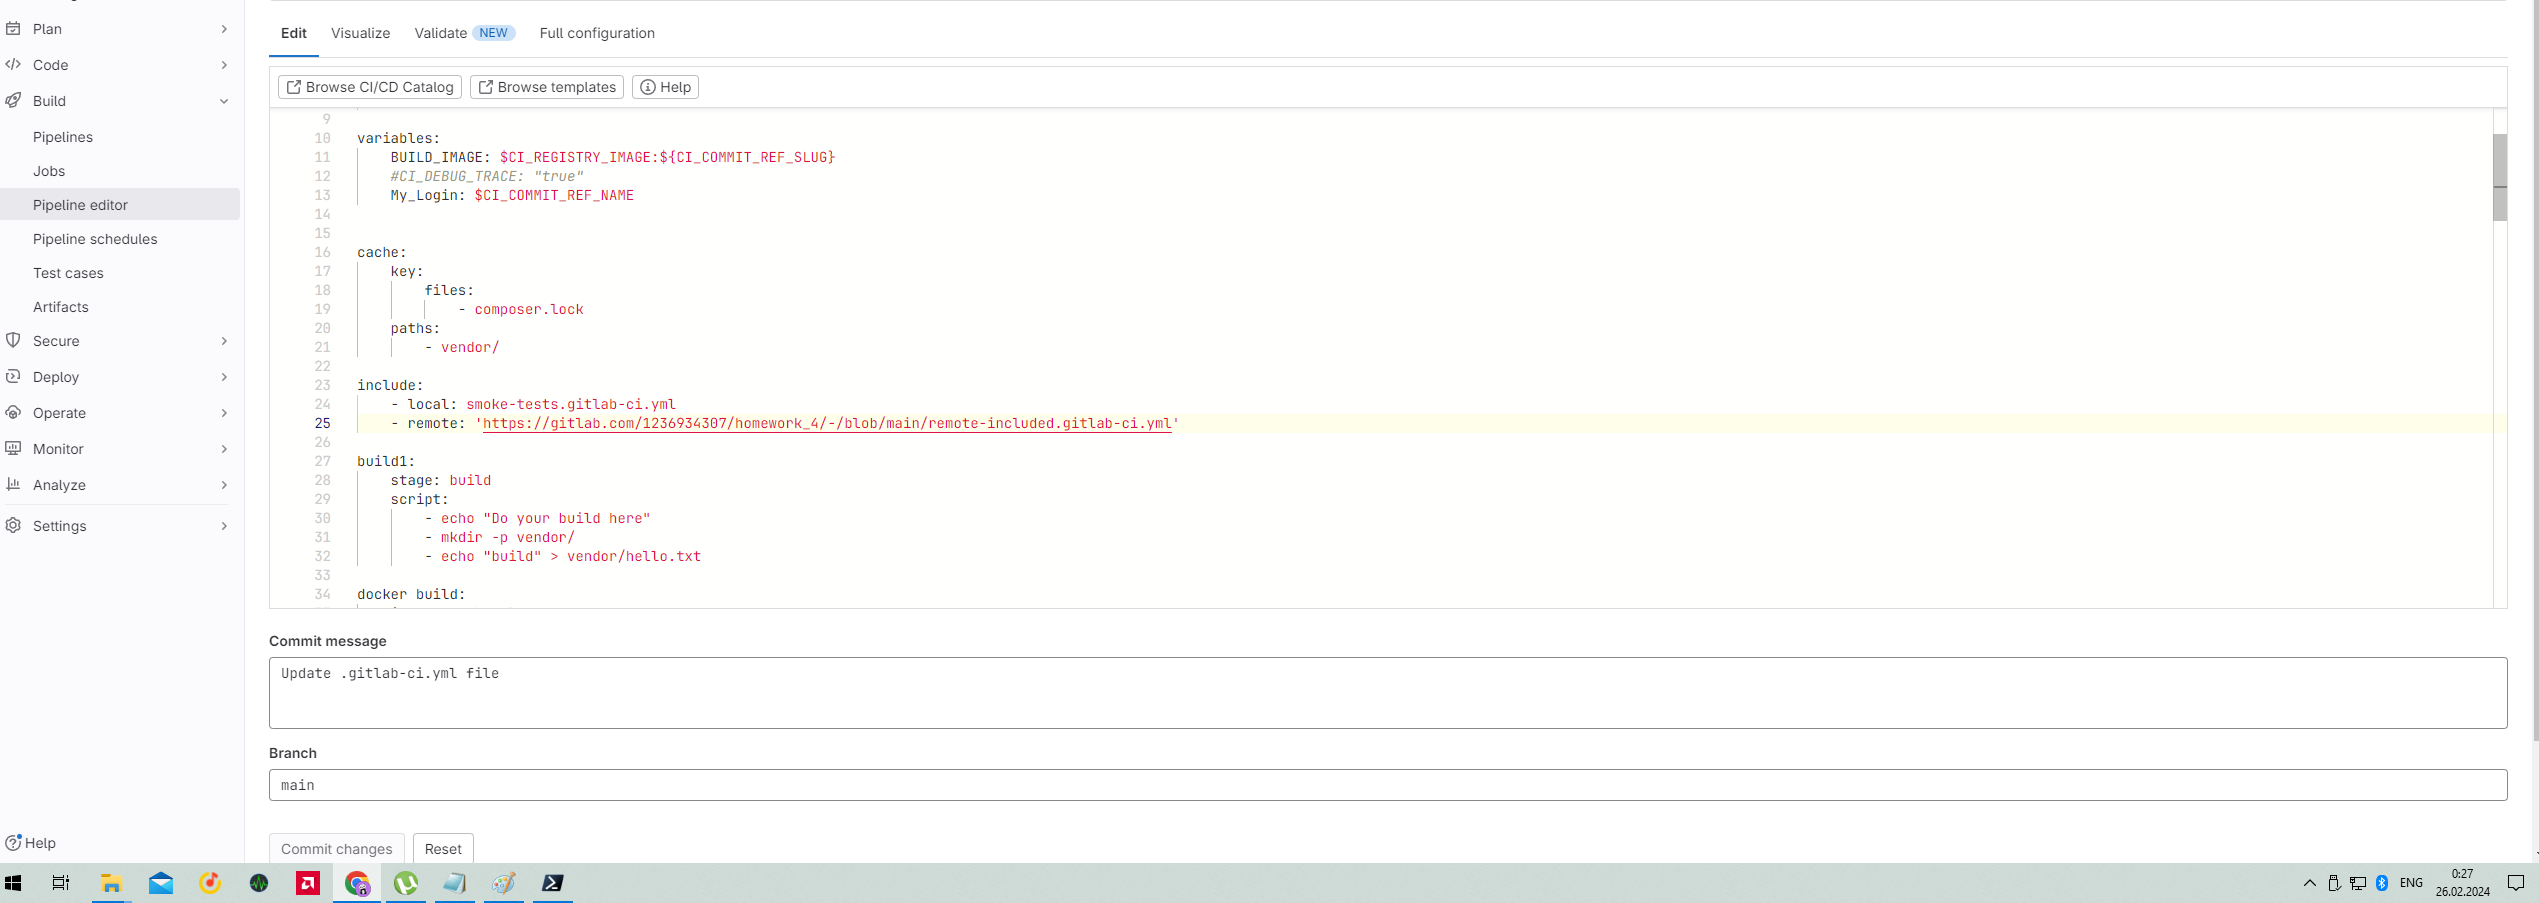 Plan
Code
Build
Pipelines
Jobs
Pipeline editor
Pipeline schedules
Test cases
Artifacts
Secure
Deploy
Operate
Monitor
Analyze
Settings
Help
Edit Visualize Validate NEW Full configuration
Browse CI/CD Catalog Browse templates Help
9
10 variables:
11 BUILD_IMAGE: $CI_REGISTRY_IMAGE:${CI_COMMIT_REF_SLUG}
12 #CI_DEBUG_TRACE: "true"
13 My_Login: $CI_COMMIT_REF_NAME
14
15
16 cache:
17 key:
18 files:
19 - composer.lock
20 paths:
21 - vendor/
22
23 include:
24 - local: smoke-tests.gitlab-ci.yml
25 - remote: 'https://gitlab.com/1236934307/homework_4/-/blob/main/remote-included.gitlab-ci.yml'
26
27 build1:
28 stage: build
29 script:
30 - echo "Do your build here"
31 - mkdir -p vendor/
32 - echo "build" > vendor/hello.txt
33
34 docker build:
Commit message
Update .gitlab-ci.yml file
Branch
main
Commit changes Reset
ENG
0:27
26.02.2024